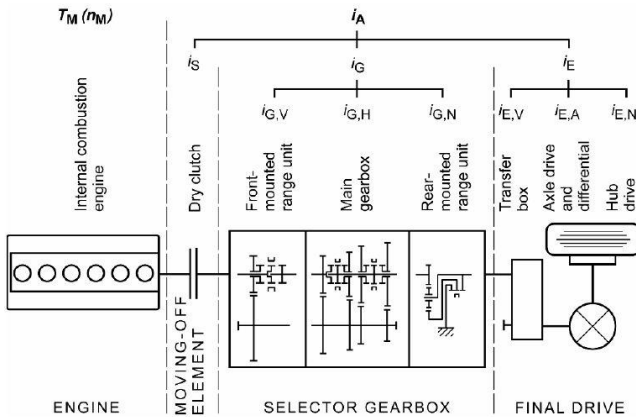 T_M (n_M)
i_A
i_S
i_G
i_E
i_G,V
i_G,H
i_G,N
i_E,V
i_E,A
i_E,N
Internal combustion
engine
Dry clutch
Front-
mounted
range unit
Main
gearbox
Rear-
mounted
range unit
Transfer
box
Axle drive
and
differential
Hub
drive
ENGINE
MOVING-OFF
ELEMENT
SELECTOR GEARBOX
FINAL DRIVE